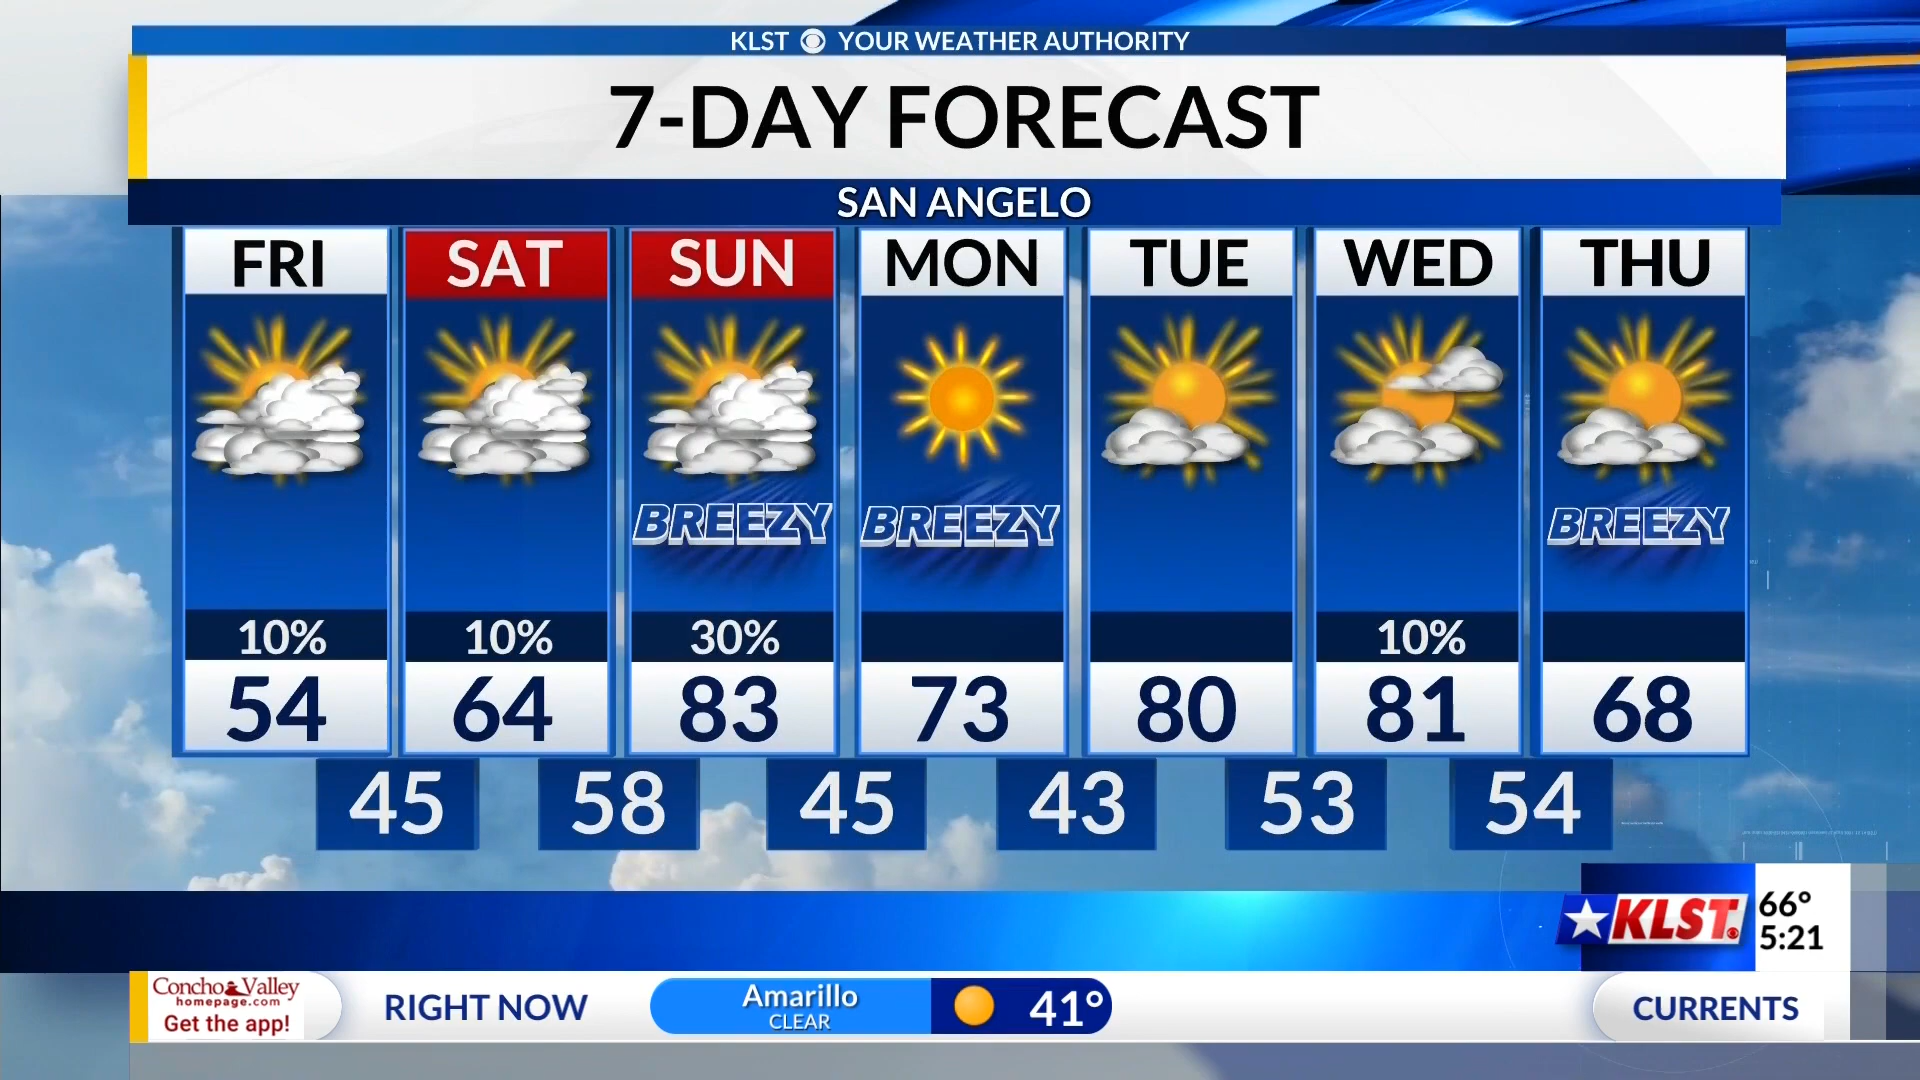 KLST YOUR WEATHER AUTHORITY
7-DAY FORECAST
SAN ANGELO
FRI SAT SUN MON TUE WED THU
BREEZY BREEZY BREEZY
10% 10% 30% 10%
54 64 83 73 80 81 68
45 58 45 43 53 54
KLST
66°
5:21
Concho Valley
homepage.com
Get the app!
RIGHT NOW
Amarillo
CLEAR
41°
CURRENTS